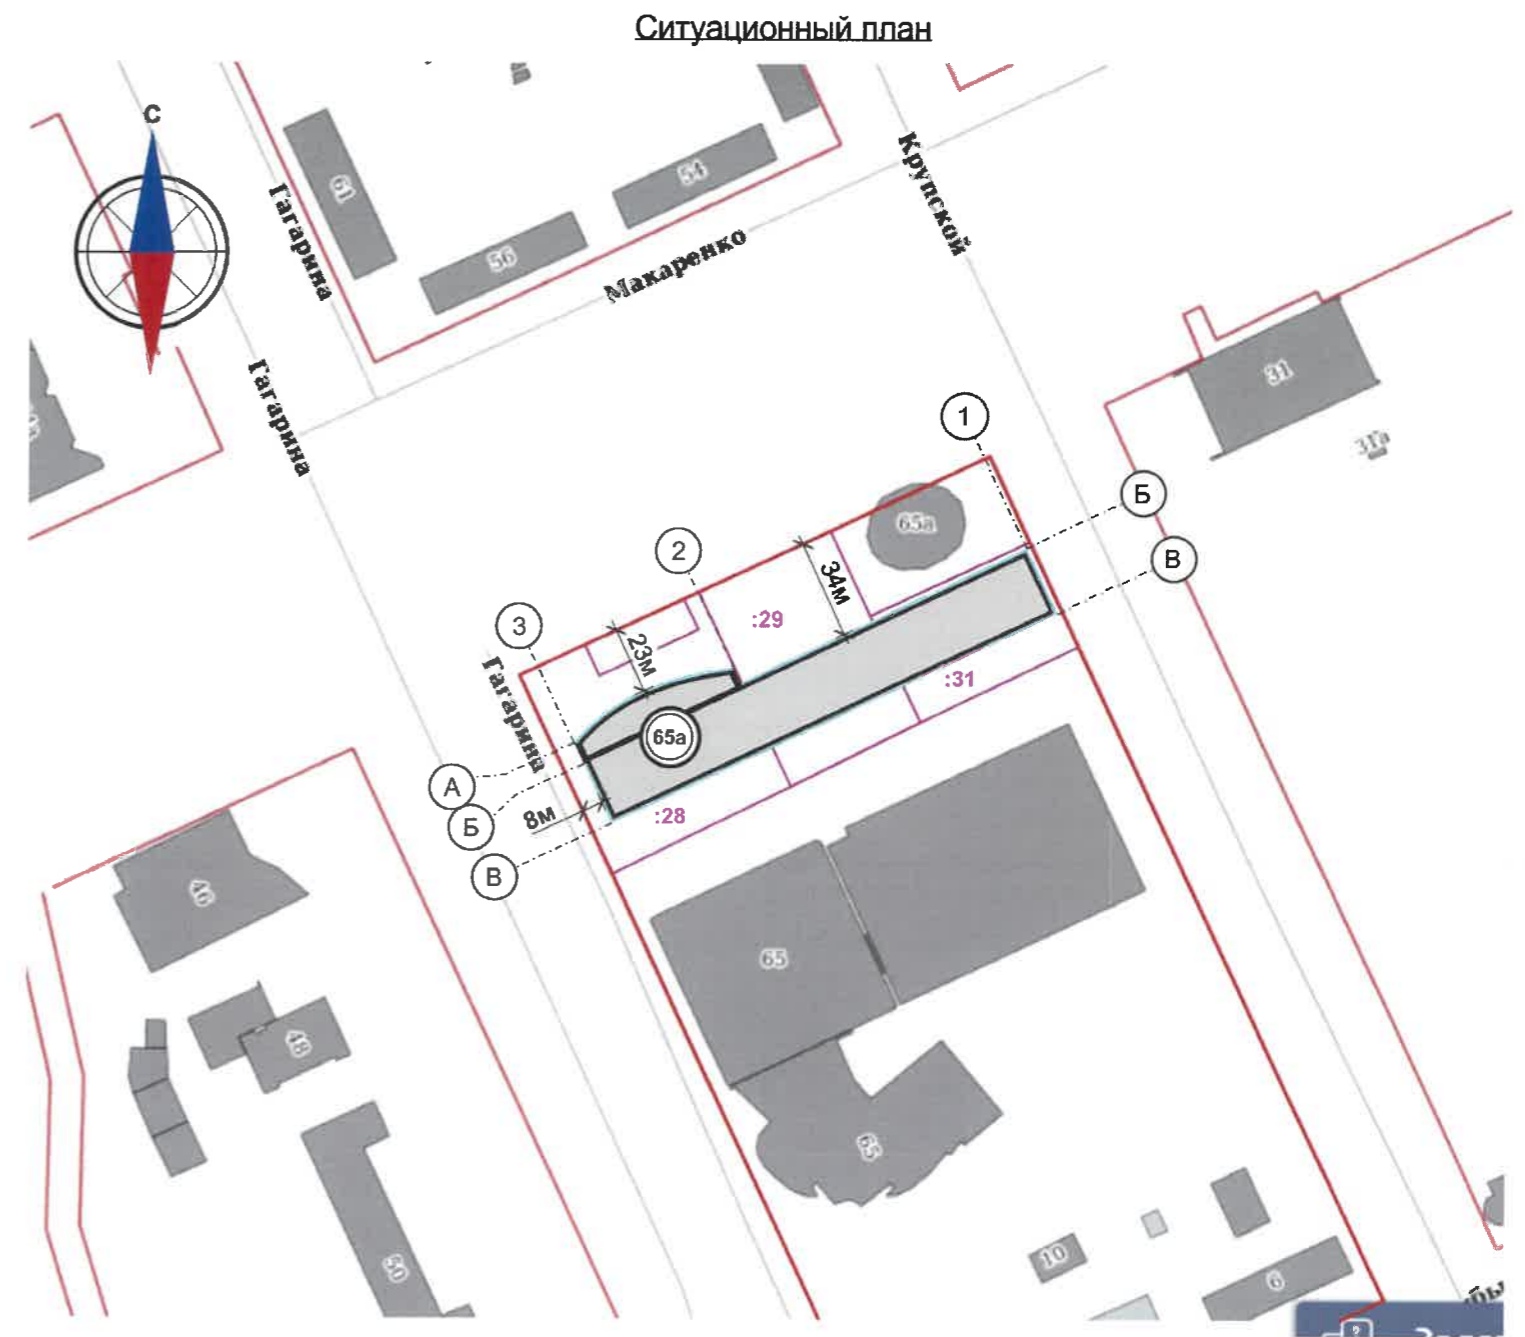 Ситуационный план
С
61
54
56
Гагарина
Крупской
Макаренко
Гагарина
31
31а
1
65а
Б
2
В
34м
:29
3
23м
Гагарина
:31
65а
А
Б
8м
:28
В
46
65
48
65
50
10
6